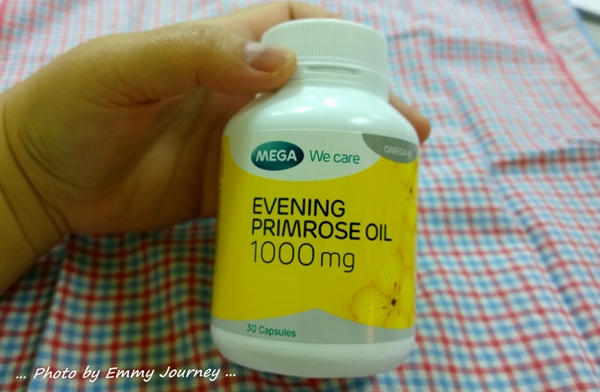 MEGA We care
OMEGA-6
EVENING
PRIMROSE OIL
1000 mg
30 Capsules
... Photo by Emmy Journey ...